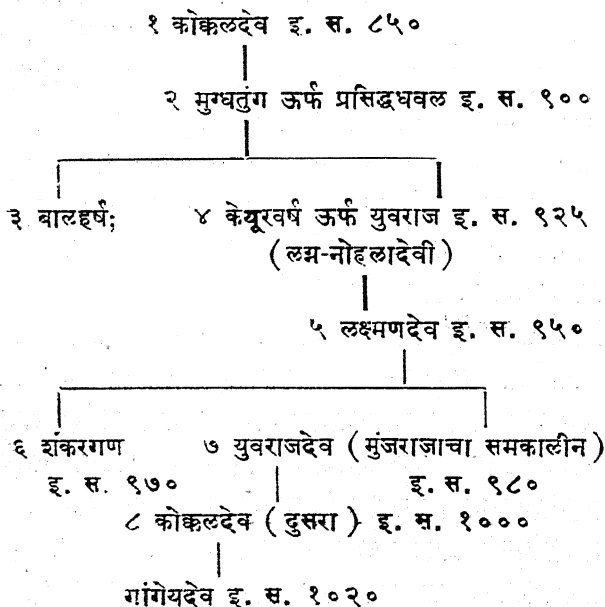 १ कोक्कलदेव इ. स. ८५०
२ मुग्धतुंग ऊर्फ प्रसिद्धधवल इ. स. ९००
३ बालहर्ष; ४ केयूरवर्ष ऊर्फ युवराज इ. स. ९२५
(लग्न-नोहलादेवी)
५ लक्ष्मणदेव इ. स. ९५०
६ शंकरगण ७ युवराजदेव (मुंजराजाचा समकालीन)
इ. स. ९७० इ. स. ९८०
८ कोक्कलदेव (दुसरा) इ. स. १०००
गांगेयदेव इ. स. १०२०